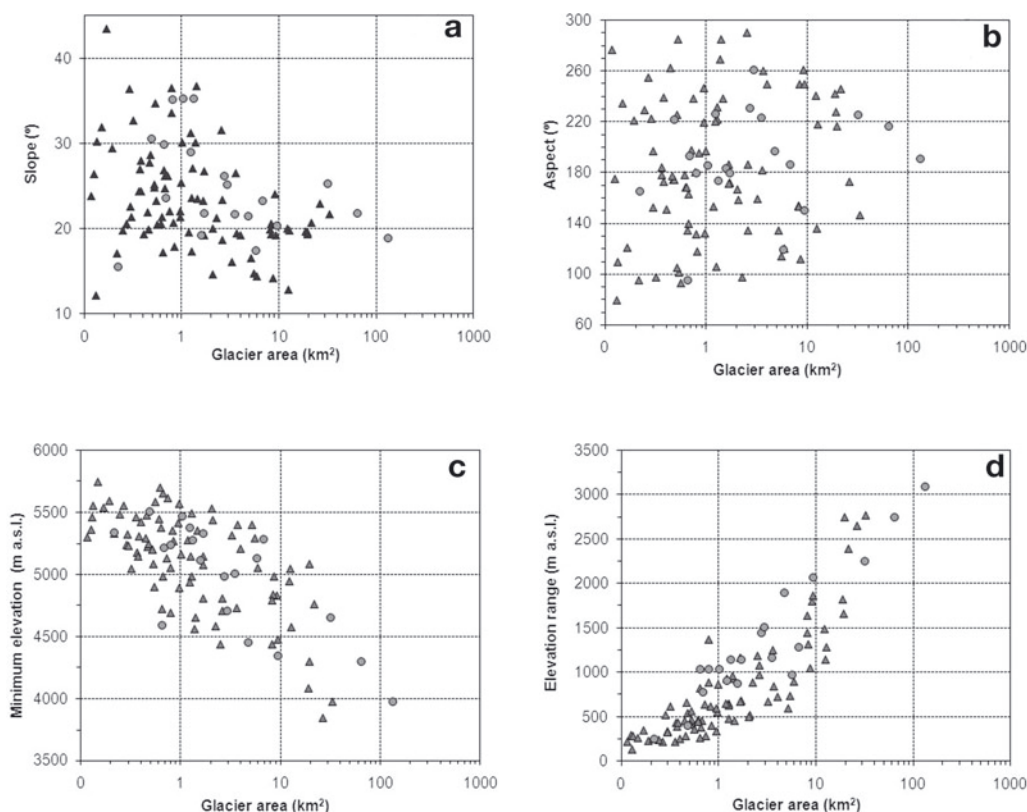 a
40
30
20
10
Slope (°)
0 1 10 100 1000
Glacier area (km²)
b
300
260
220
180
140
100
60
Aspect (°)
0 1 10 100 1000
Glacier area (km²)
c
6000
5500
5000
4500
4000
3500
Minimum elevation (m a.s.l.)
0 1 10 100 1000
Glacier area (km²)
d
3500
3000
2500
2000
1500
1000
500
0
Elevation range (m a.s.l.)
0 1 10 100 1000
Glacier area (km²)